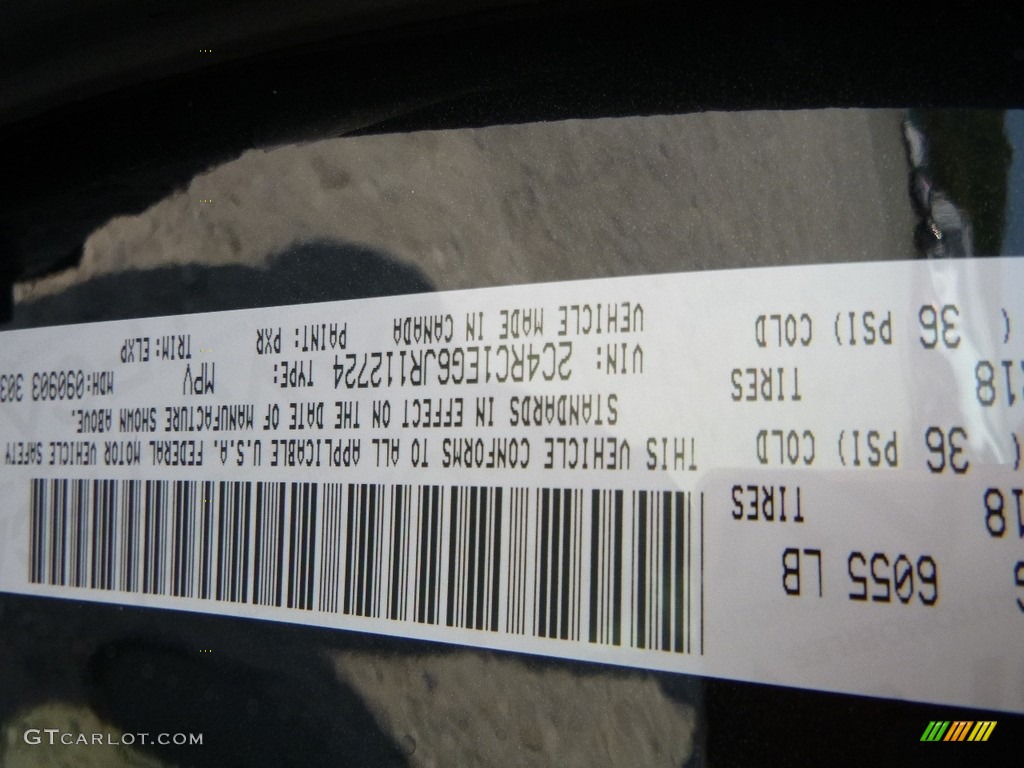 6055 LB
18 TIRES
( 36 PSI) COLD
R18 TIRES
( 36 PSI) COLD
THIS VEHICLE CONFORMS TO ALL APPLICABLE U.S.A. FEDERAL MOTOR VEHICLE SAFETY
STANDARDS IN EFFECT ON THE DATE OF MANUFACTURE SHOWN ABOVE.
VIN: 2C4RC1EG6JR112724 TYPE: MPV MDH:090903 303
VEHICLE MADE IN CANADA PAINT: PXR TRIM:ELXP
GTCARLOT.COM